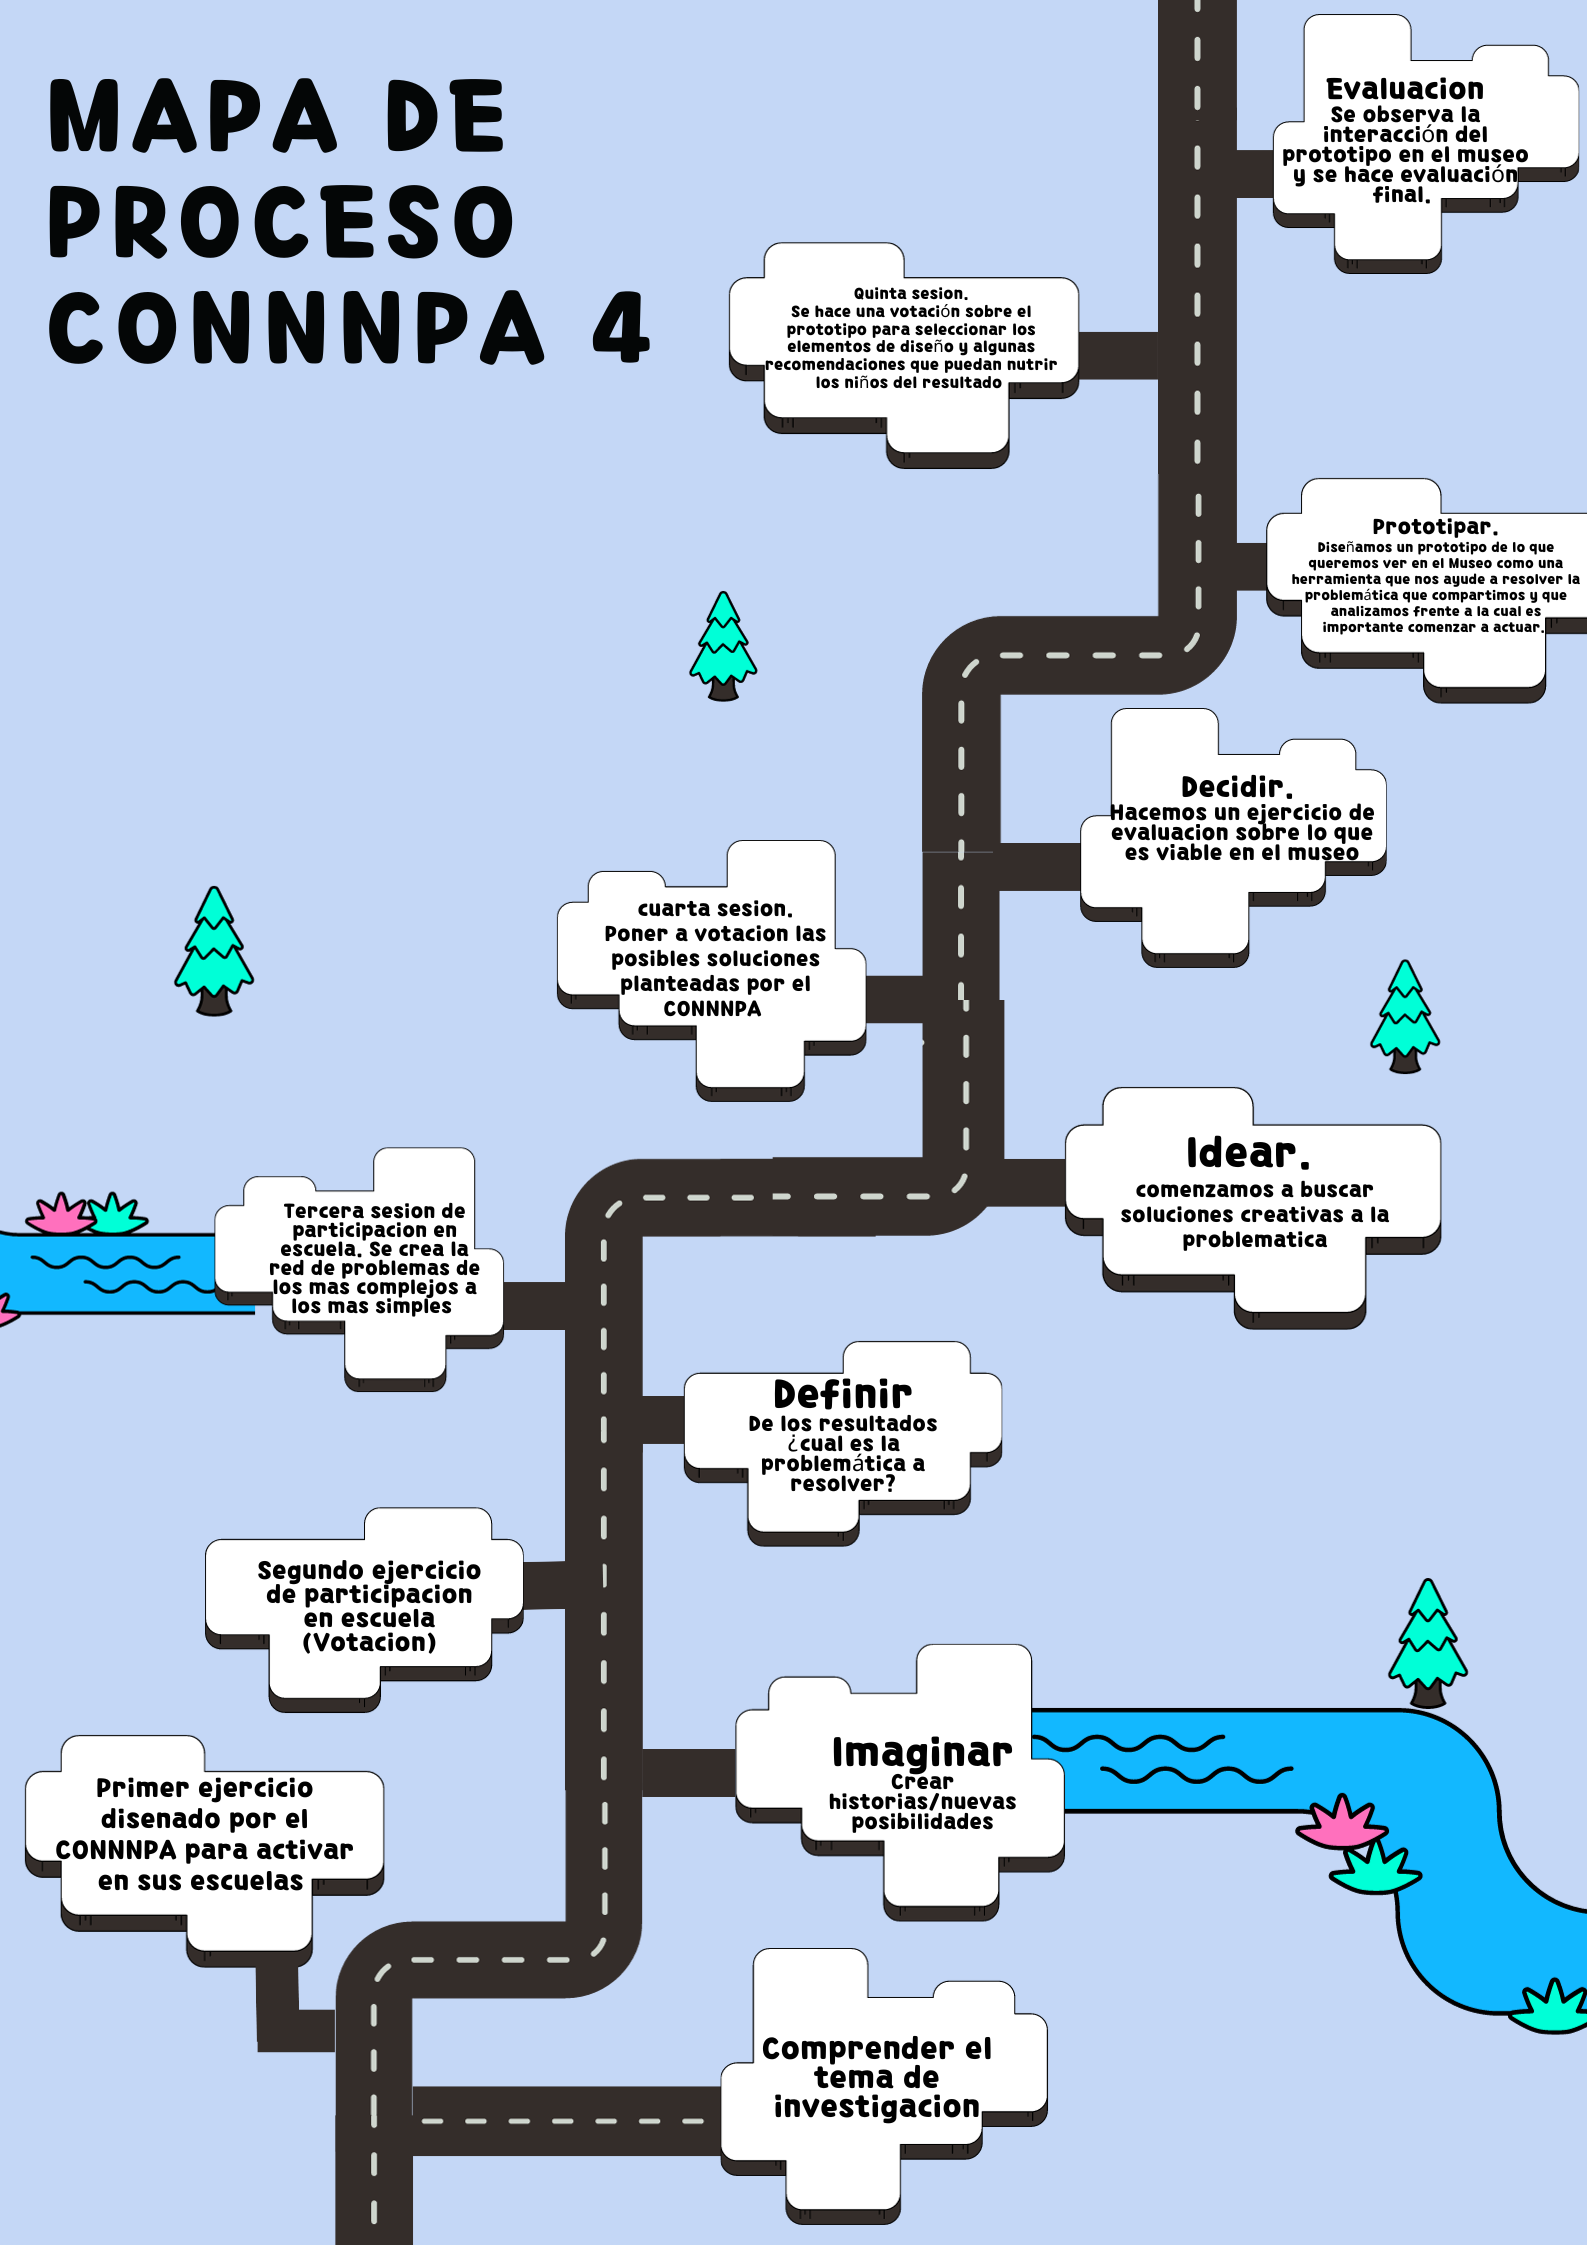 MAPA DE
PROCESO
CONNNPA 4
Evaluacion
Se observa la
interacción del
prototipo en el museo
y se hace evaluación
final.
Quinta sesion.
Se hace una votación sobre el
prototipo para seleccionar los
elementos de diseño y algunas
recomendaciones que puedan nutrir
los niños del resultado
Prototipar.
Diseñamos un prototipo de lo que
queremos ver en el Museo como una
herramienta que nos ayude a resolver la
problemática que compartimos y que
analizamos frente a la cual es
importante comenzar a actuar.
Decidir.
Hacemos un ejercicio de
evaluacion sobre lo que
es viable en el museo
cuarta sesion.
Poner a votacion las
posibles soluciones
planteadas por el
CONNNPA
Idear.
comenzamos a buscar
soluciones creativas a la
problematica
Tercera sesion de
participacion en
escuela. Se crea la
red de problemas de
los mas complejos a
los mas simples
Definir
De los resultados
¿cual es la
problemática a
resolver?
Segundo ejercicio
de participacion
en escuela
(Votacion)
Imaginar
Crear
historias/nuevas
posibilidades
Primer ejercicio
disenado por el
CONNNPA para activar
en sus escuelas
Comprender el
tema de
investigacion